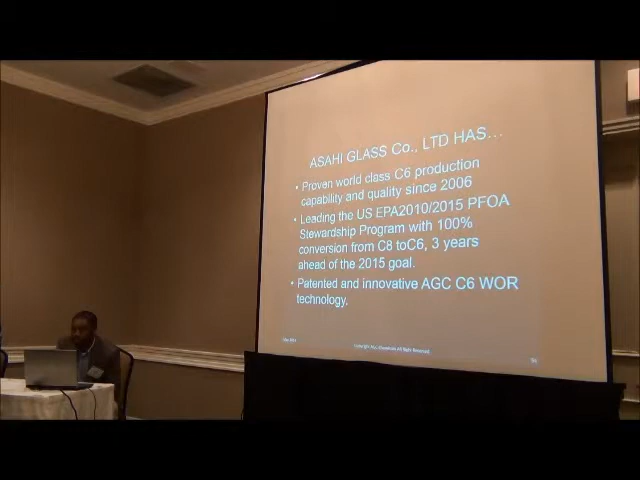 ASAHI GLASS Co., LTD HAS...
• Proven world class C6 production
capability and quality since 2006
• Leading the US EPA2010/2015 PFOA
Stewardship Program with 100%
conversion from C8 toC6, 3 years
ahead of the 2015 goal.
• Patented and innovative AGC C6 WOR
technology.